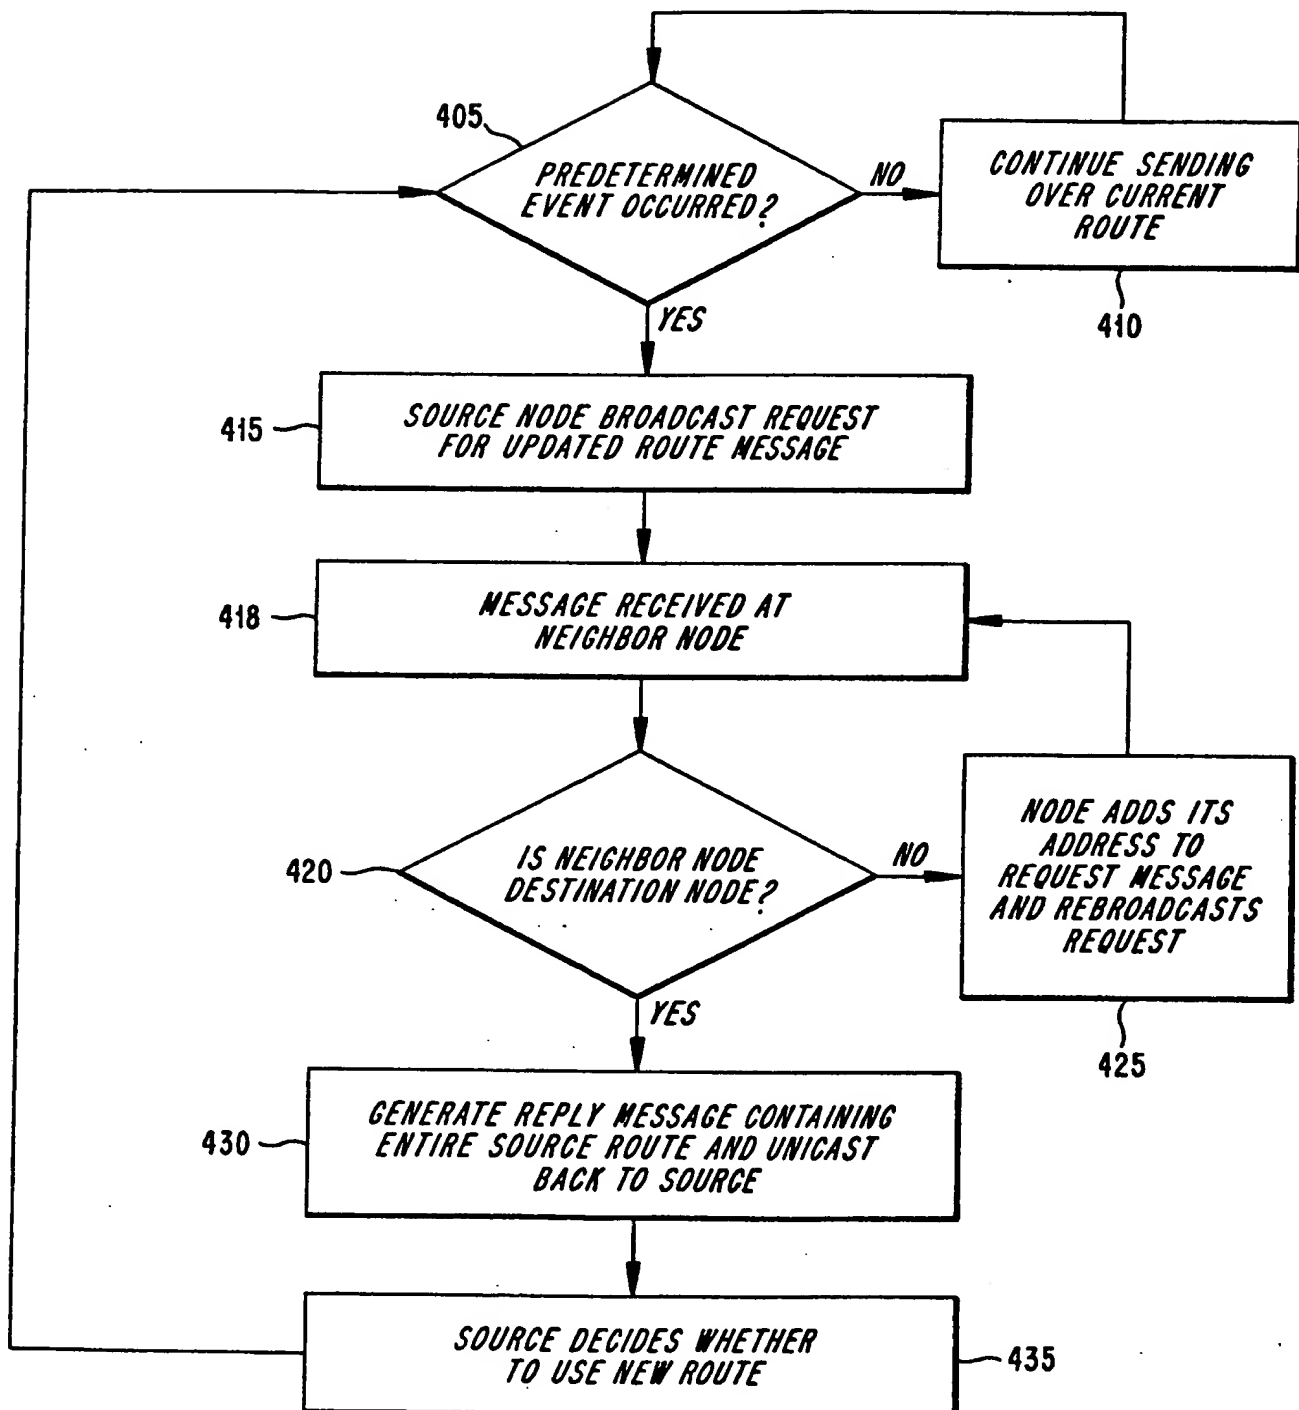 405
PREDETERMINED
EVENT OCCURRED?
NO
CONTINUE SENDING
OVER CURRENT
ROUTE
410
YES
415
SOURCE NODE BROADCAST REQUEST
FOR UPDATED ROUTE MESSAGE
418
MESSAGE RECEIVED AT
NEIGHBOR NODE
420
IS NEIGHBOR NODE
DESTINATION NODE?
NO
NODE ADDS ITS
ADDRESS TO
REQUEST MESSAGE
AND REBROADCASTS
REQUEST
425
YES
430
GENERATE REPLY MESSAGE CONTAINING
ENTIRE SOURCE ROUTE AND UNICAST
BACK TO SOURCE
SOURCE DECIDES WHETHER
TO USE NEW ROUTE
435